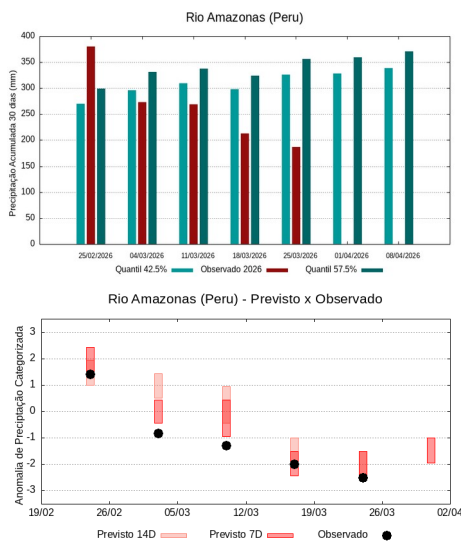 Rio Amazonas (Peru)
Precipitação Acumulada 30 dias (mm)
400
350
300
250
200
150
100
50
0
25/02/2026 04/03/2026 11/03/2026 18/03/2026 25/03/2026 01/04/2026 08/04/2026
Quantil 42.5% Observado 2026 Quantil 57.5%
Rio Amazonas (Peru) - Previsto x Observado
Anomalia de Precipitação Categorizada
3
2
1
0
-1
-2
-3
19/02 26/02 05/03 12/03 19/03 26/03 02/04
Previsto 14D Previsto 7D Observado